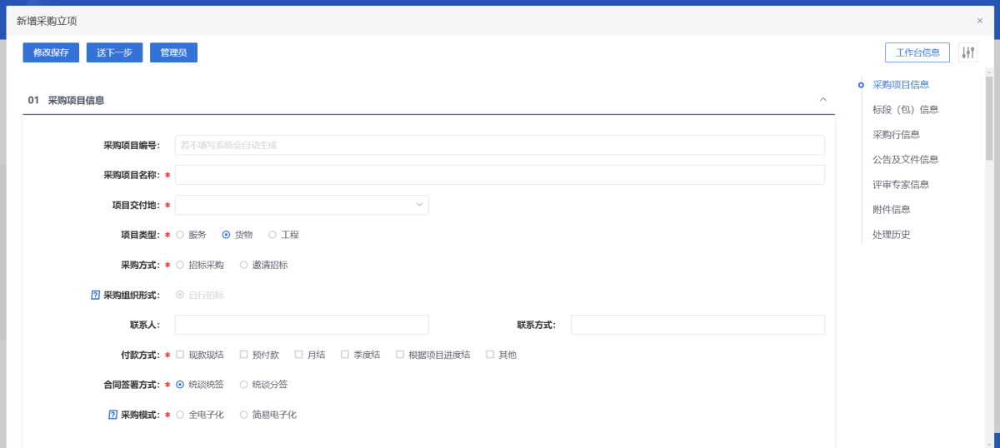 新增采购立项 ×
修改保存 送下一步 管理员 工作台信息
01 采购项目信息
采购项目编号: 若不填写系统会自动生成
采购项目名称: *
项目交付地: *
项目类型: * 服务 货物 工程
采购方式: * 招标采购 邀请招标
? 采购组织形式: 自行招标
联系人: 联系方式:
付款方式: * 现款现结 预付款 月结 季度结 根据项目进度结 其他
合同签署方式: * 统谈统签 统谈分签
? 采购模式: * 全电子化 简易电子化
采购项目信息
标段（包）信息
采购行信息
公告及文件信息
评审专家信息
附件信息
处理历史